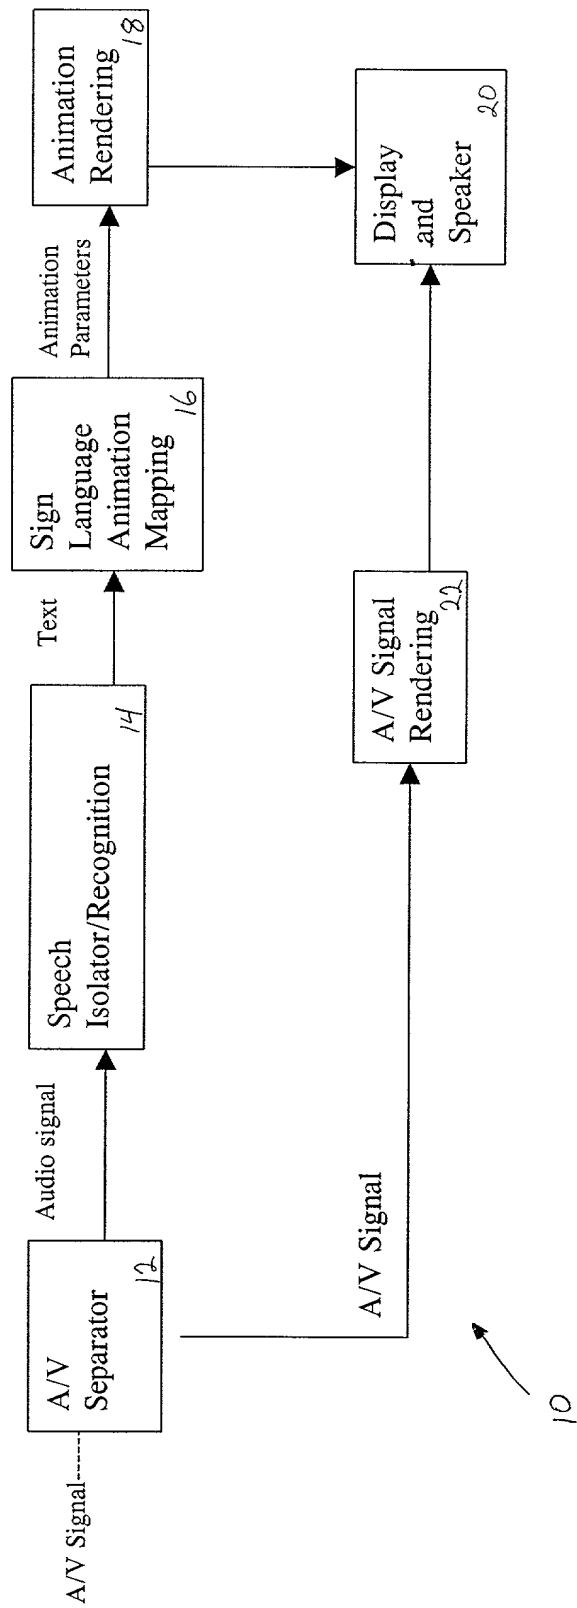 A/V Signal
A/V
Separator
12
Audio signal
Speech
Isolator/Recognition
14
Text
Sign
Language
Animation
Mapping
16
Animation
Parameters
Animation
Rendering
18
A/V Signal
A/V Signal
Rendering
22
Display
and
Speaker
20
10